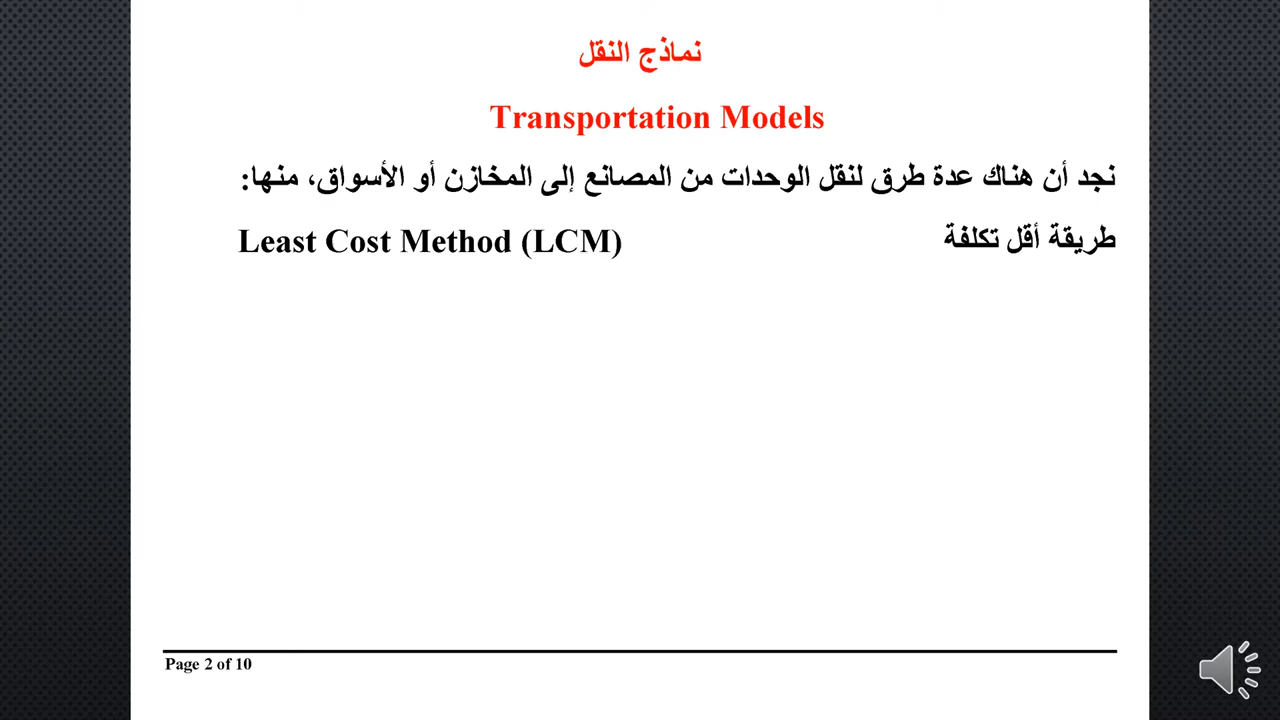 نماذج النقل
Transportation Models
نجد أن هناك عدة طرق لنقل الوحدات من المصانع إلى المخازن أو الأسواق، منها:
طريقة أقل تكلفة Least Cost Method (LCM)
Page 2 of 10